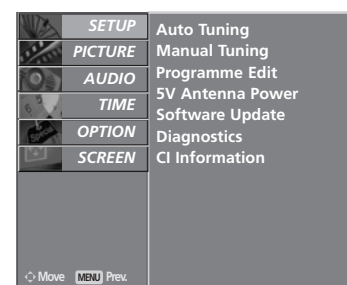 SETUP
PICTURE
AUDIO
TIME
OPTION
SCREEN
Auto Tuning
Manual Tuning
Programme Edit
5V Antenna Power
Software Update
Diagnostics
CI Information
Move MENU Prev.